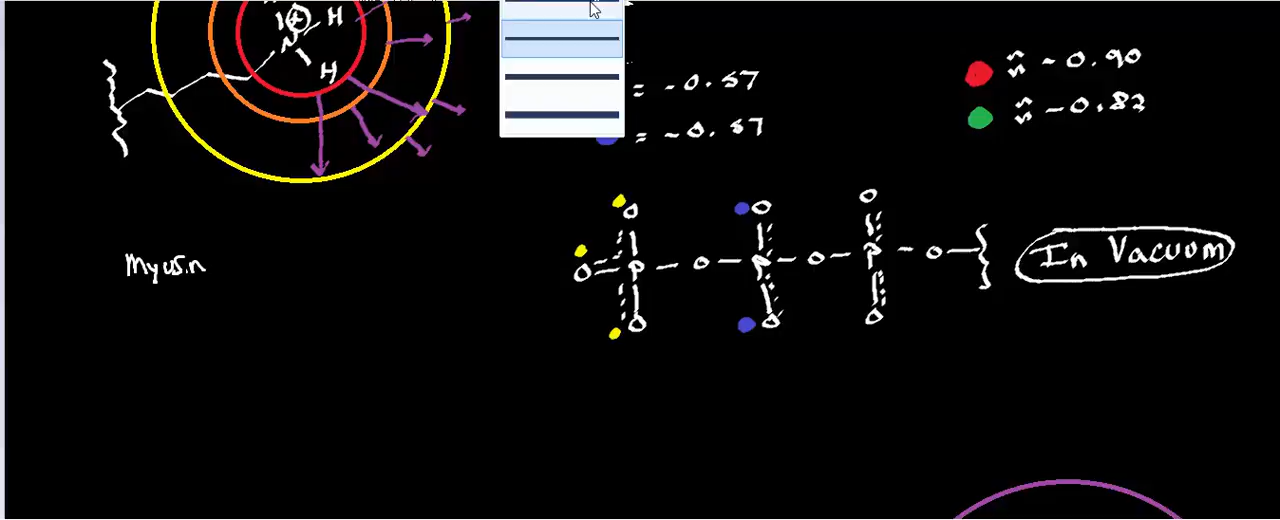 H
N
H
= -0.57
= -0.57
n̂ -0.90
n̂ -0.82
O O O
O = P - O - P - O - P - O -
O O O
In Vacuum
Myosin